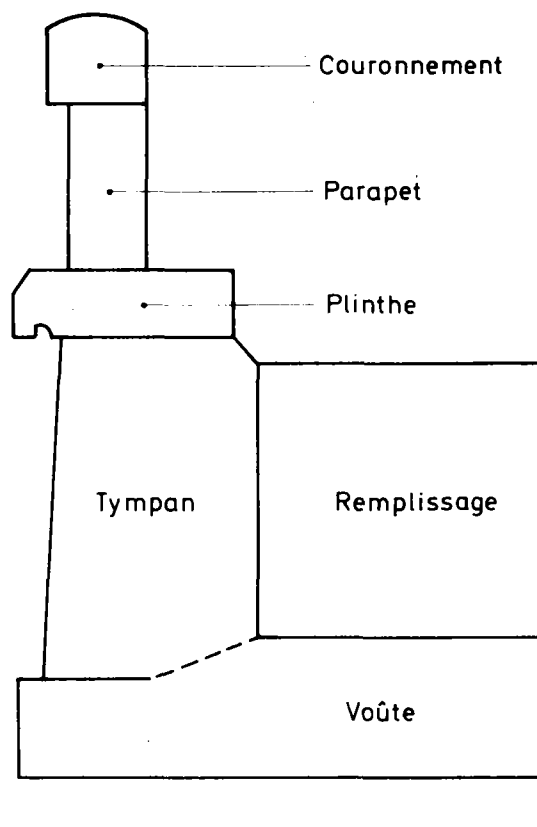 Couronnement
Parapet
Plinthe
Tympan
Remplissage
Voûte